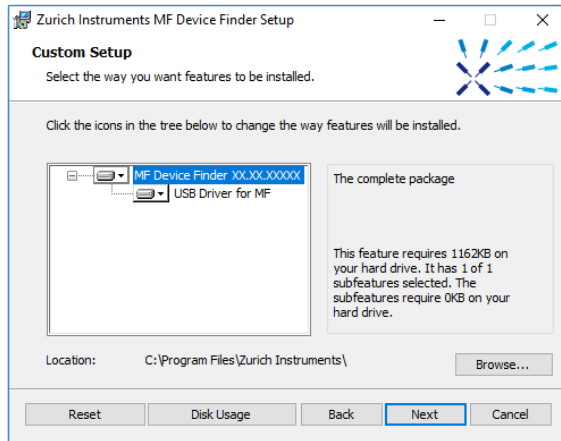 Zurich Instruments MF Device Finder Setup
Custom Setup
Select the way you want features to be installed.
Click the icons in the tree below to change the way features will be installed.
MF Device Finder XX.XX.XXXXX
USB Driver for MF
The complete package
This feature requires 1162KB on
your hard drive. It has 1 of 1
subfeatures selected. The
subfeatures require 0KB on your
hard drive.
Location: C:\Program Files\Zurich Instruments\
Browse...
Reset Disk Usage Back Next Cancel